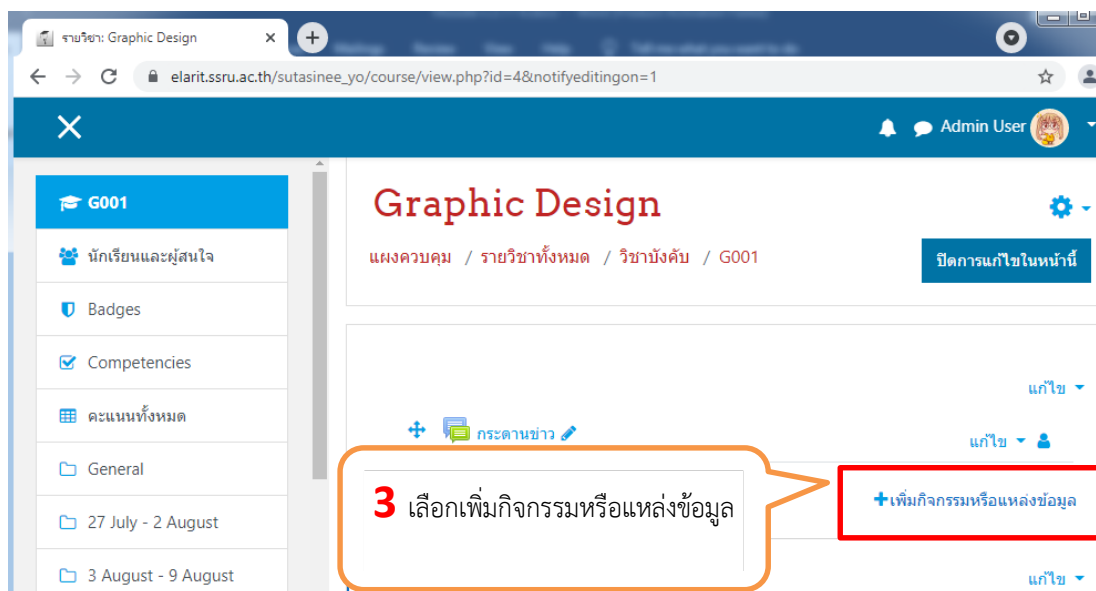 รายวิชา: Graphic Design
elarit.ssru.ac.th/sutasinee_yo/course/view.php?id=4&notifyeditingon=1
Admin User
G001
นักเรียนและผู้สนใจ
Badges
Competencies
คะแนนทั้งหมด
General
27 July - 2 August
3 August - 9 August
Graphic Design
แผงควบคุม / รายวิชาทั้งหมด / วิชาบังคับ / G001
ปิดการแก้ไขในหน้านี้
แก้ไข
กระดานข่าว
แก้ไข
3 เลือกเพิ่มกิจกรรมหรือแหล่งข้อมูล
+เพิ่มกิจกรรมหรือแหล่งข้อมูล
แก้ไข